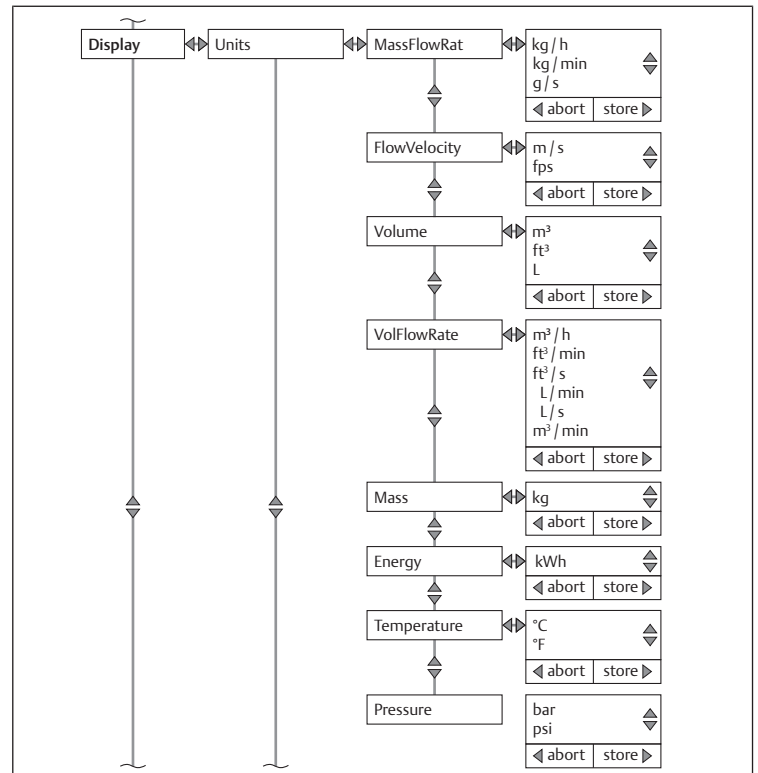 Display Units MassFlowRat kg / h
kg / min
g / s
abort store
FlowVelocity m / s
fps
abort store
Volume m³
ft³
L
abort store
VolFlowRate m³ / h
ft³ / min
ft³ / s
L / min
L / s
m³ / min
abort store
Mass kg
abort store
Energy kWh
abort store
Temperature °C
°F
abort store
Pressure bar
psi
abort store